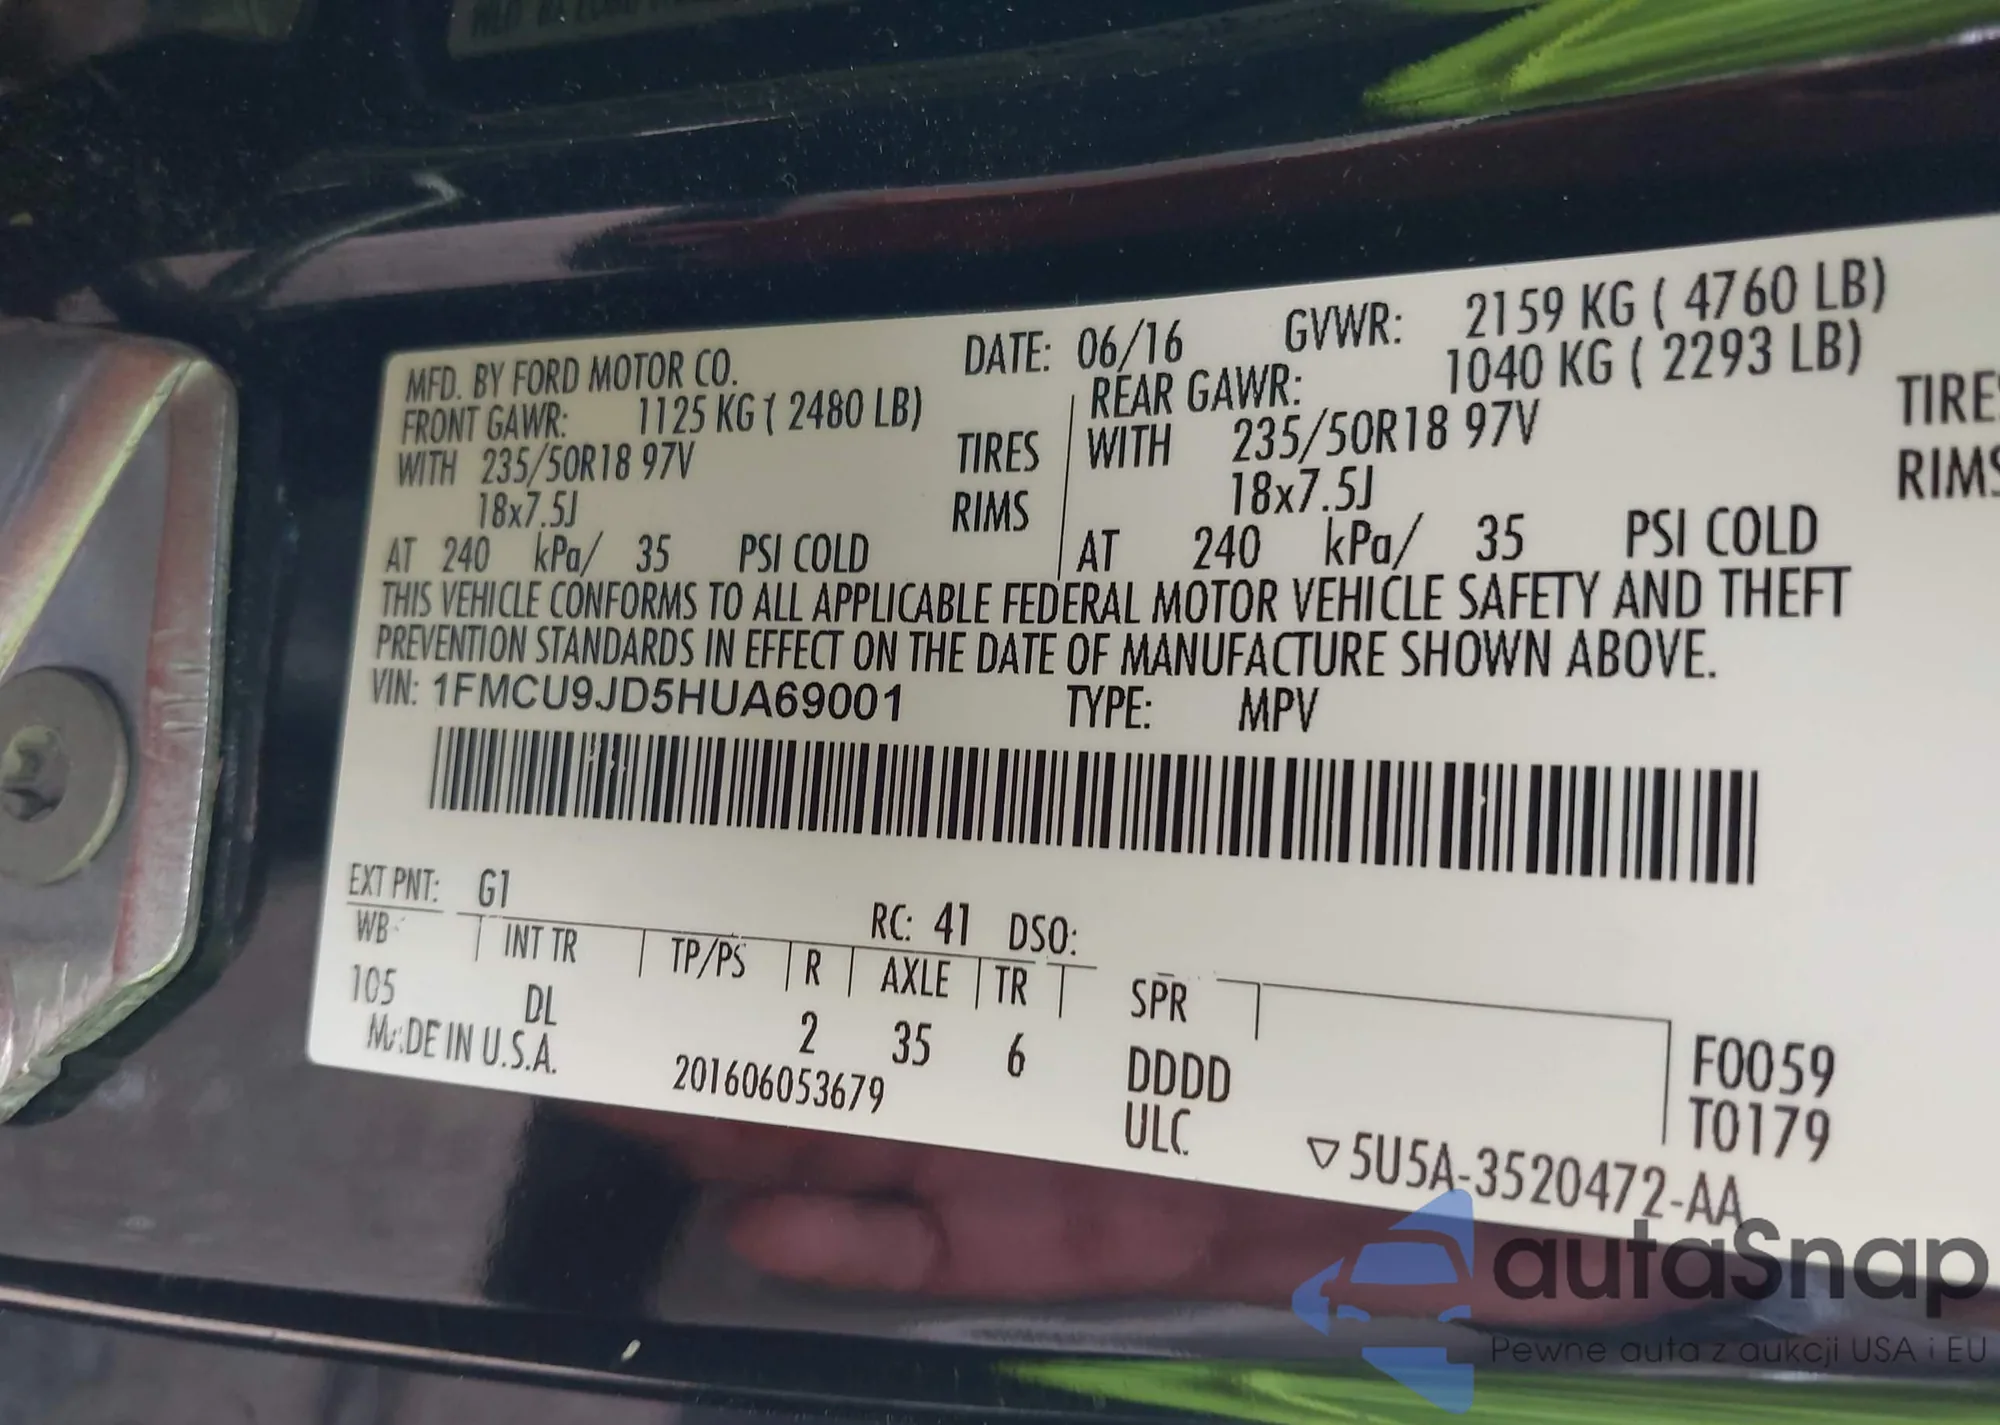 MFD. BY FORD MOTOR CO. DATE: 06/16 GVWR: 2159 KG ( 4760 LB)
FRONT GAWR: 1125 KG ( 2480 LB) REAR GAWR: 1040 KG ( 2293 LB)
WITH 235/50R18 97V TIRES WITH 235/50R18 97V TIRES
18x7.5J RIMS 18x7.5J RIMS
AT 240 kPa/ 35 PSI COLD AT 240 kPa/ 35 PSI COLD
THIS VEHICLE CONFORMS TO ALL APPLICABLE FEDERAL MOTOR VEHICLE SAFETY AND THEFT
PREVENTION STANDARDS IN EFFECT ON THE DATE OF MANUFACTURE SHOWN ABOVE.
VIN: 1FMCU9JD5HUA69001 TYPE: MPV
EXT PNT: G1 RC: 41 DSO:
WB INT TR TP/PS R AXLE TR SPR
105 DL 2 35 6 DDDD F0059
MADE IN U.S.A. 201606053679 ULC T0179
▽5U5A-3520472-AA
autaSnap
Pewne auta z aukcji USA i EU